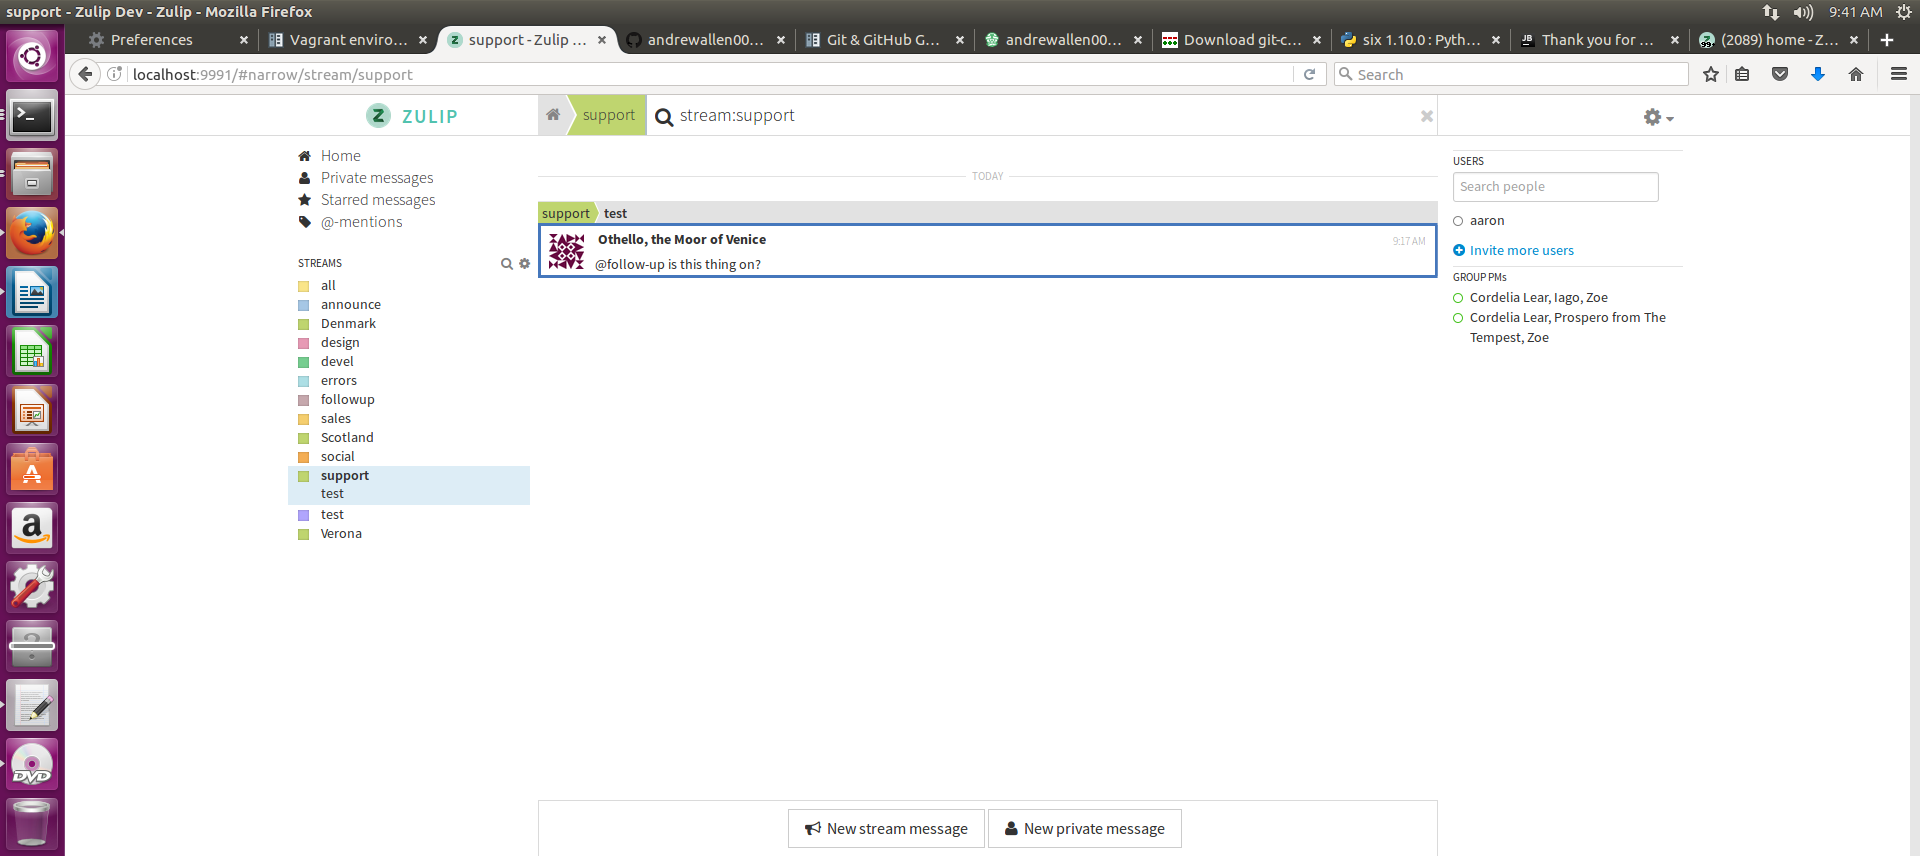 support - Zulip Dev - Zulip - Mozilla Firefox
9:41 AM
Preferences
Vagrant enviro...
support - Zulip ...
andrewallen00...
Git & GitHub G...
andrewallen00...
Download git-c...
six 1.10.0 : Pyth...
Thank you for ...
(2089) home - Z...
localhost:9991/#narrow/stream/support
Search
ZULIP
support
stream:support
Home
Private messages
Starred messages
@-mentions
STREAMS
all
announce
Denmark
design
devel
errors
followup
sales
Scotland
social
support
test
test
Verona
TODAY
support
test
Othello, the Moor of Venice
9:17 AM
@follow-up is this thing on?
New stream message
New private message
USERS
Search people
aaron
Invite more users
GROUP PMs
Cordelia Lear, Iago, Zoe
Cordelia Lear, Prospero from The
Tempest, Zoe
DVD